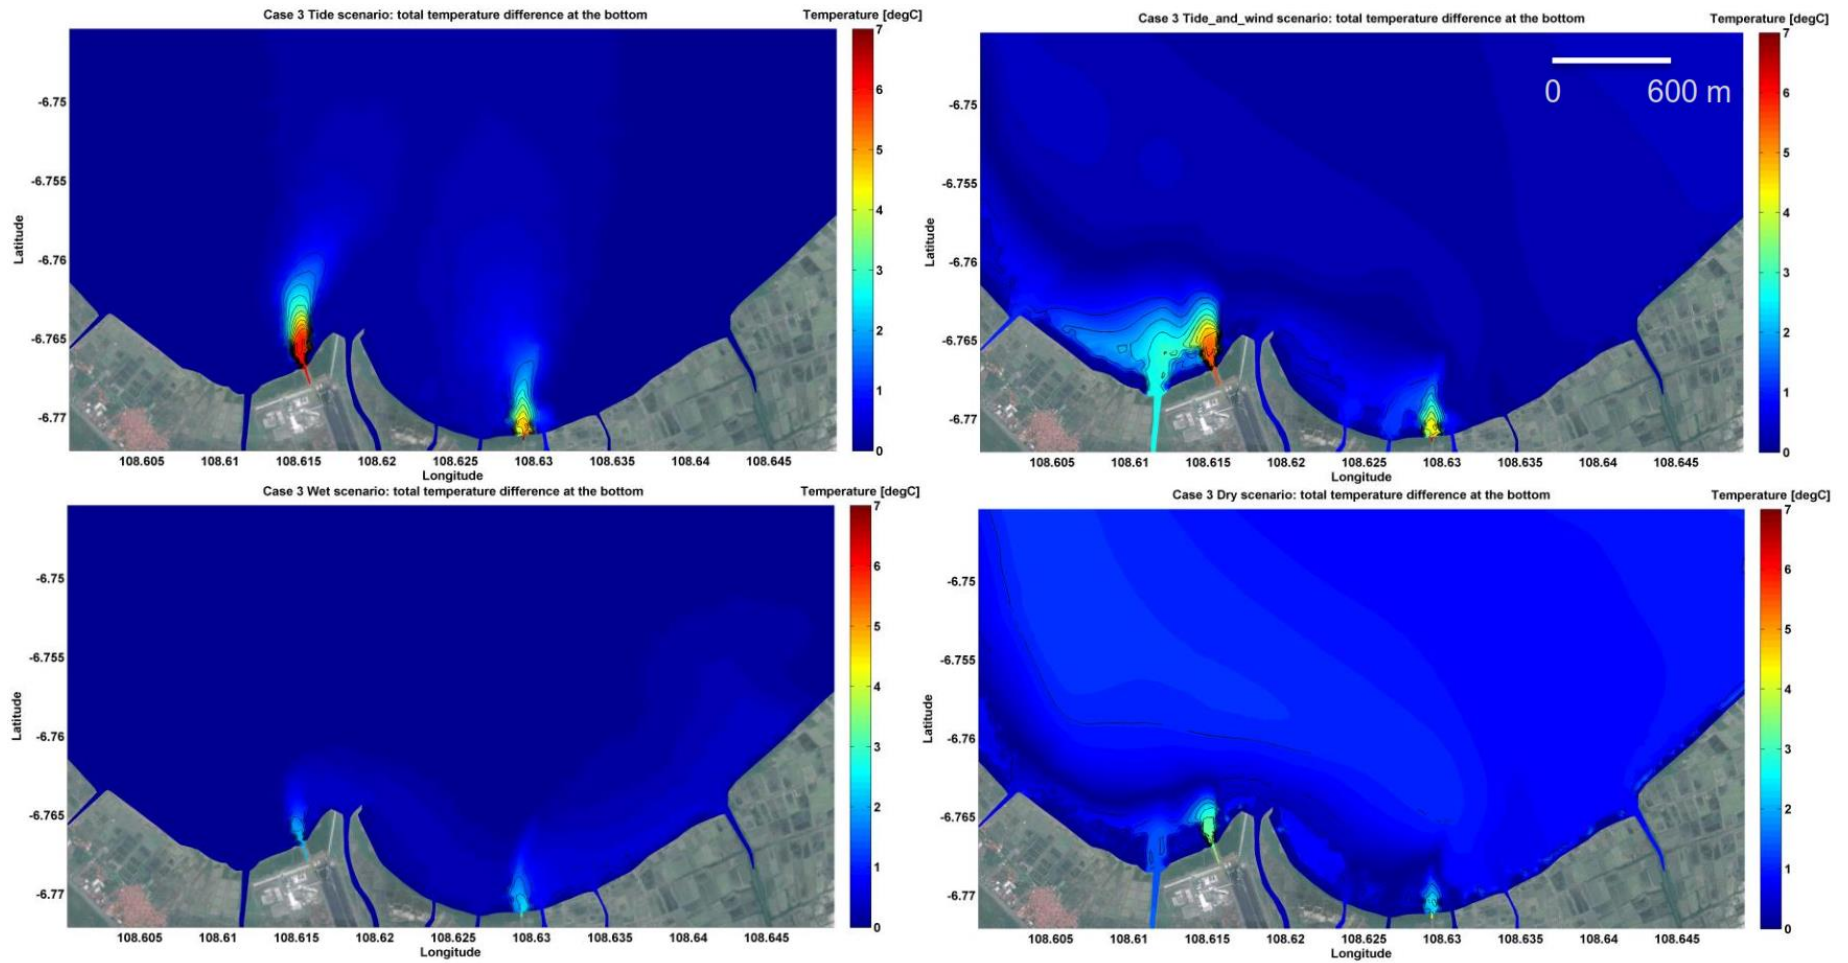 Case 3 Tide scenario: total temperature difference at the bottom
Temperature [degC]
7
6
5
4
3
2
1
0
-6.75
-6.755
-6.76
-6.765
-6.77
Latitude
108.605 108.61 108.615 108.62 108.625 108.63 108.635 108.64 108.645
Longitude
Case 3 Tide_and_wind scenario: total temperature difference at the bottom
Temperature [degC]
0 600 m
7
6
5
4
3
2
1
0
-6.75
-6.755
-6.76
-6.765
-6.77
Latitude
108.605 108.61 108.615 108.62 108.625 108.63 108.635 108.64 108.645
Longitude
Case 3 Wet scenario: total temperature difference at the bottom
Temperature [degC]
7
6
5
4
3
2
1
0
-6.75
-6.755
-6.76
-6.765
-6.77
Latitude
108.605 108.61 108.615 108.62 108.625 108.63 108.635 108.64 108.645
Longitude
Case 3 Dry scenario: total temperature difference at the bottom
Temperature [degC]
7
6
5
4
3
2
1
0
-6.75
-6.755
-6.76
-6.765
-6.77
Latitude
108.605 108.61 108.615 108.62 108.625 108.63 108.635 108.64 108.645
Longitude